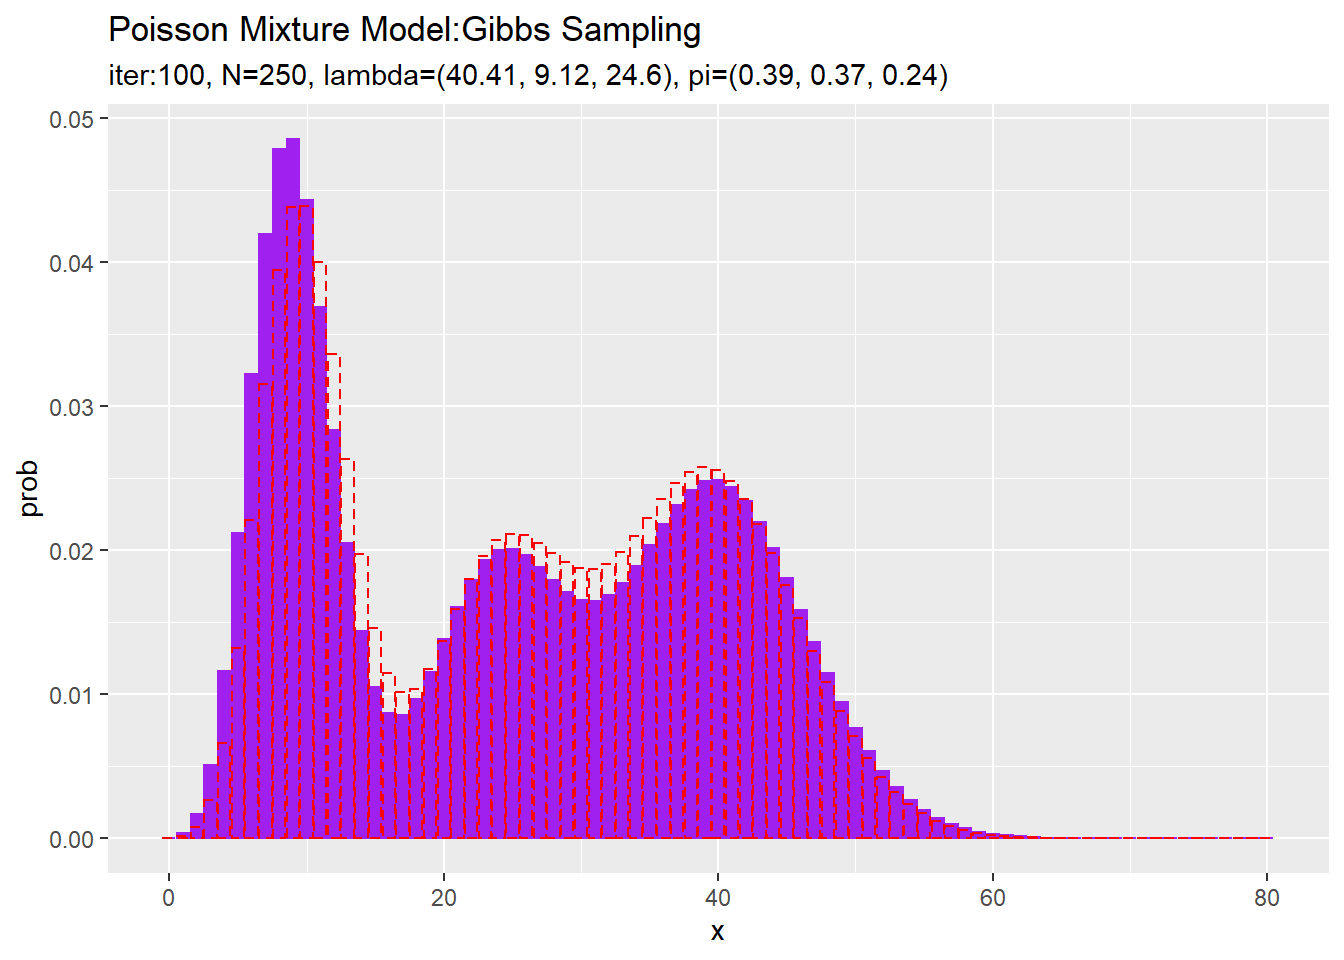 Poisson Mixture Model:Gibbs Sampling
iter:100, N=250, lambda=(40.41, 9.12, 24.6), pi=(0.39, 0.37, 0.24)
0.05
0.04
0.03
0.02
0.01
0.00
prob
0 20 40 60 80
x